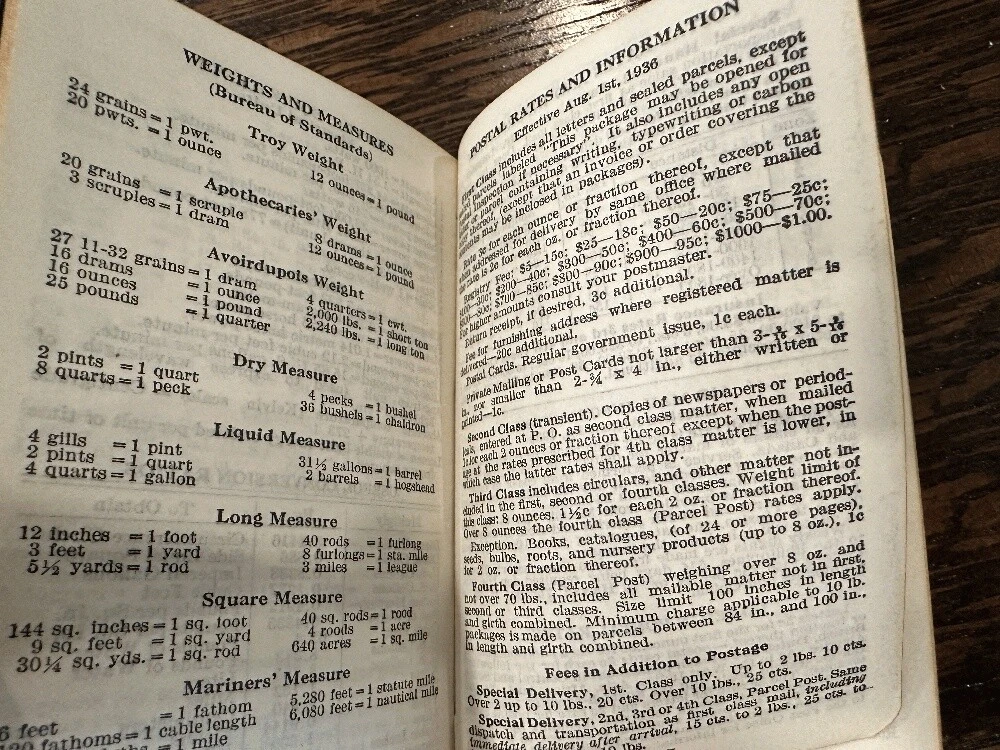 WEIGHTS AND MEASURES
(Bureau of Standards)
Troy Weight
24 grains = 1 pwt.
20 pwts. = 1 ounce
12 ounces = 1 pound
Apothecaries' Weight
20 grains = 1 scruple
3 scruples = 1 dram
8 drams = 1 ounce
12 ounces = 1 pound
Avoirdupois Weight
27 11-32 grains = 1 dram
16 drams = 1 ounce
16 ounces = 1 pound
25 pounds = 1 quarter
4 quarters = 1 cwt.
2,000 lbs. = 1 short ton
2,240 lbs. = 1 long ton
Dry Measure
2 pints = 1 quart
8 quarts = 1 peck
4 pecks = 1 bushel
36 bushels = 1 chaldron
Liquid Measure
4 gills = 1 pint
2 pints = 1 quart
4 quarts = 1 gallon
31½ gallons = 1 barrel
2 barrels = 1 hogshead
Long Measure
12 inches = 1 foot
3 feet = 1 yard
5½ yards = 1 rod
40 rods = 1 furlong
8 furlongs = 1 sta. mile
3 miles = 1 league
Square Measure
144 sq. inches = 1 sq. foot
9 sq. feet = 1 sq. yard
30¼ sq. yds. = 1 sq. rod
40 sq. rods = 1 rood
4 roods = 1 acre
640 acres = 1 sq. mile
Mariners' Measure
6 feet = 1 fathom
fathoms = 1 cable length
= 1 mile
5,280 feet = 1 statute mile
6,080 feet = 1 nautical mile
POSTAL RATES AND INFORMATION
Effective Aug. 1st, 1936
Class includes all letters and sealed parcels, except
parcels labeled "This package may be opened for
inspection if necessary". It also includes any open
or parcel containing writing, typewriting or carbon
thereof, (except that an invoice or order covering the
may be inclosed in packages).
Rate 3c for each ounce or fraction thereof, except that
addressed for delivery by same office where mailed
is 2c for each oz. or fraction thereof.
Registry Fee: $5—15c; $25—18c; $50—20c; $75—25c;
$200—40c; $300—50c; $400—60c; $500—70c;
$700—85c; $800—90c; $900—95c; $1000—$1.00.
For higher amounts consult your postmaster.
Return receipt, if desired, 3c additional.
Fee for furnishing address where registered matter is
delivered—20c additional.
Postal Cards. Regular government issue, 1c each.
Private Mailing or Post Cards not larger than
in. nor smaller than 2-¾ x 4 in., either written or
printed—1c.
Second Class (transient). Copies of newspapers or period-
icals, entered at P. O. as second class matter, when mailed
1c for each 2 ounces or fraction thereof except when the post-
age at the rates prescribed for 4th class matter is lower, in
which case the latter rates shall apply.
Third Class includes circulars, and other matter not in-
cluded in the first, second or fourth classes. Weight limit of
this class: 8 ounces. 1½c for each 2 oz. or fraction thereof.
Over 8 ounces the fourth class (Parcel Post) rates apply.
Exception. Books, catalogues, (of 24 or more pages),
seeds, bulbs, roots, and nursery products (up to 8 oz.), 1c
for 2 oz. or fraction thereof.
Fourth Class (Parcel Post) weighing over 8 oz. and
not over 70 lbs., includes all mailable matter not in first,
second or third classes. Size limit 100 inches in length
and girth combined. Minimum charge applicable to 10 lb.
packages is made on parcels between 84 in., and 100 in.,
in length and girth combined.
Fees in Addition to Postage
Special Delivery, 1st. Class only. Up to 2 lbs. 10 cts.
Over 2 up to 10 lbs., 20 cts. Over 10 lbs., 25 cts.
Special Delivery, 2nd, 3rd or 4th Class, Parcel Post. Same
dispatch and transportation as first class mail, including
immediate delivery after arrival, 15 cts. to 2 lbs., 25 cts. to
lbs.